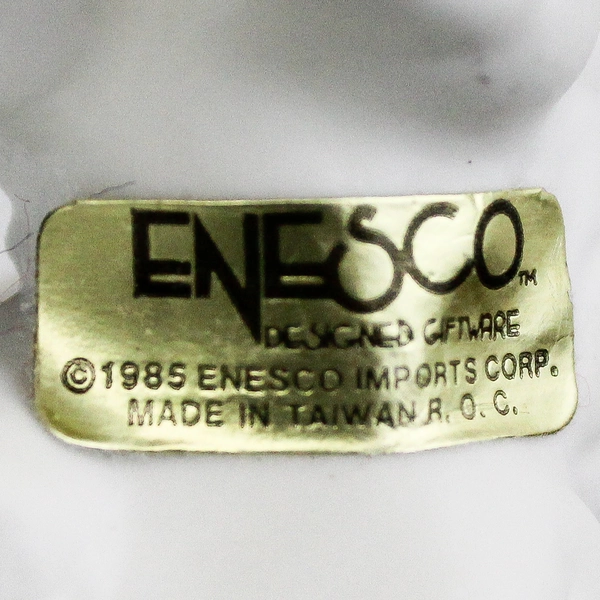 ENESCO™
DESIGNED GIFTWARE
©1985 ENESCO IMPORTS CORP.
MADE IN TAIWAN R.O.C.